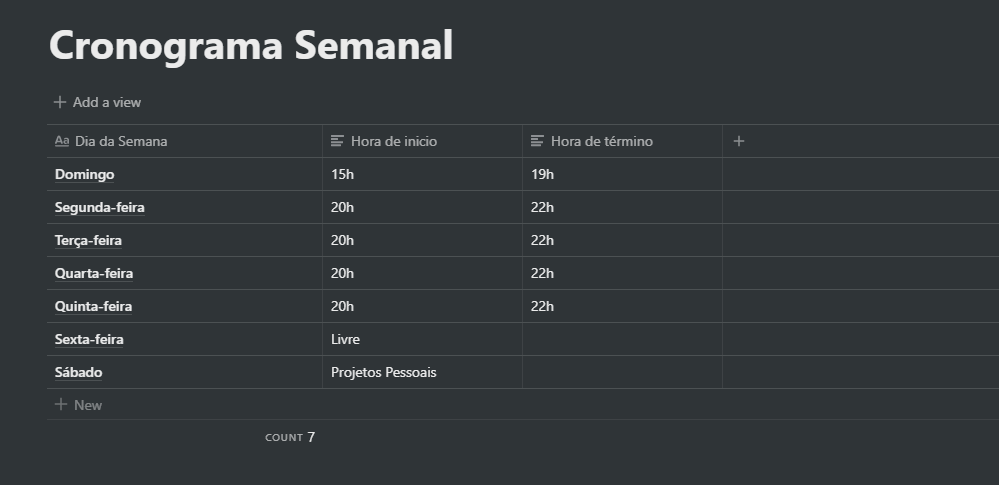 Cronograma Semanal
+ Add a view
Aa Dia da Semana Hora de inicio Hora de término +
Domingo 15h 19h
Segunda-feira 20h 22h
Terça-feira 20h 22h
Quarta-feira 20h 22h
Quinta-feira 20h 22h
Sexta-feira Livre
Sábado Projetos Pessoais
+ New
COUNT 7